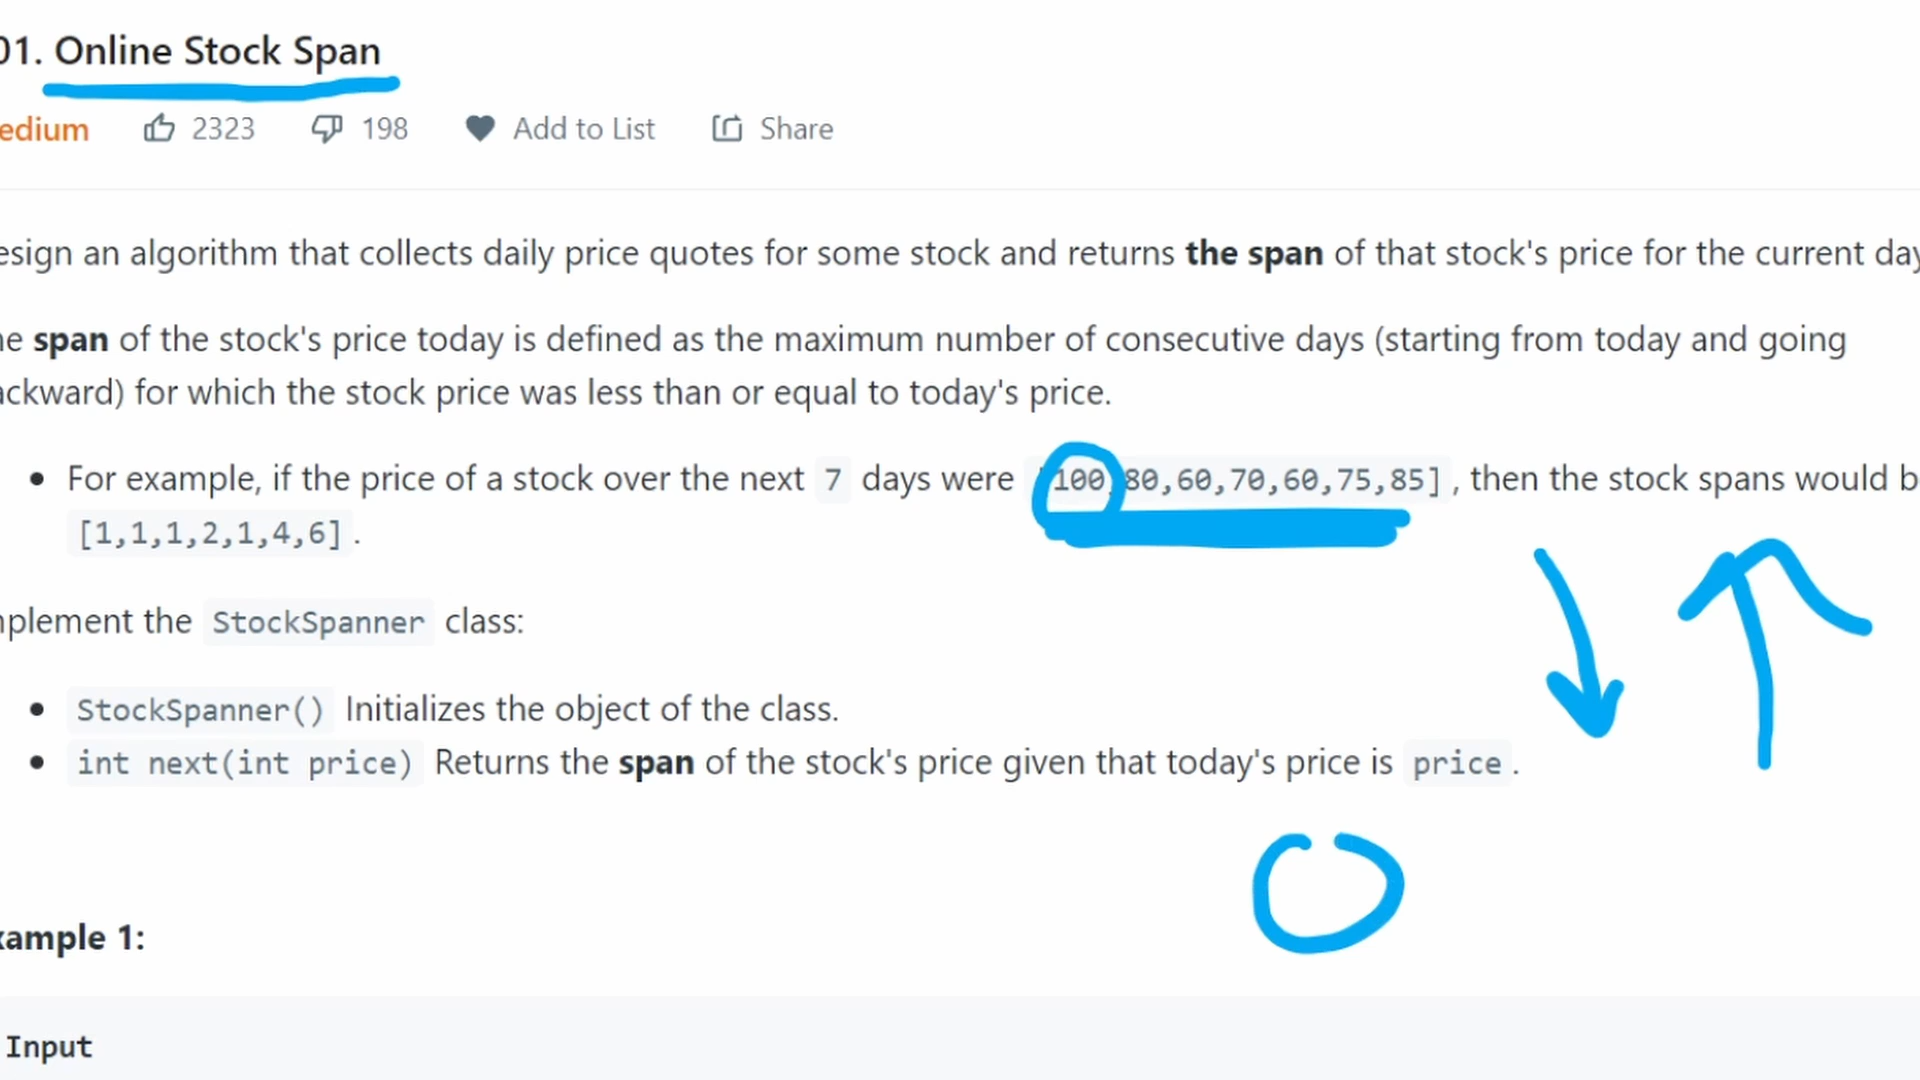 01. Online Stock Span
edium 2323 198 Add to List Share
esign an algorithm that collects daily price quotes for some stock and returns the span of that stock's price for the current day
he span of the stock's price today is defined as the maximum number of consecutive days (starting from today and going
ackward) for which the stock price was less than or equal to today's price.
• For example, if the price of a stock over the next 7 days were [100,80,60,70,60,75,85], then the stock spans would b
[1,1,1,2,1,4,6].
mplement the StockSpanner class:
• StockSpanner() Initializes the object of the class.
• int next(int price) Returns the span of the stock's price given that today's price is price.
xample 1:
Input